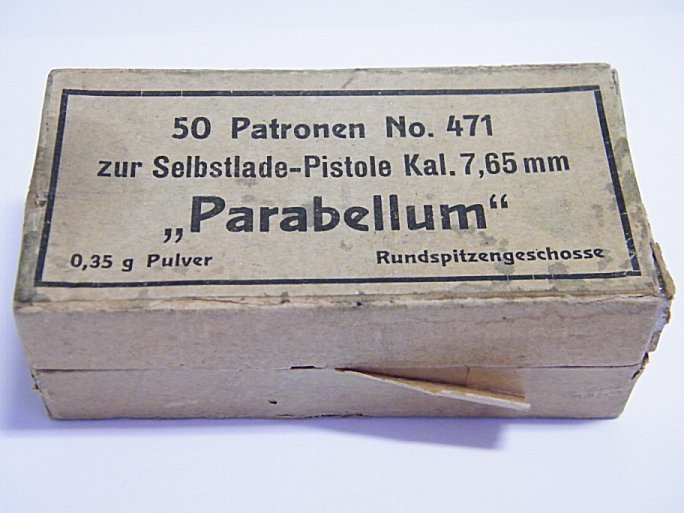 50 Patronen No. 471
zur Selbstlade-Pistole Kal. 7,65 mm
„Parabellum“
0,35 g Pulver Rundspitzengeschosse